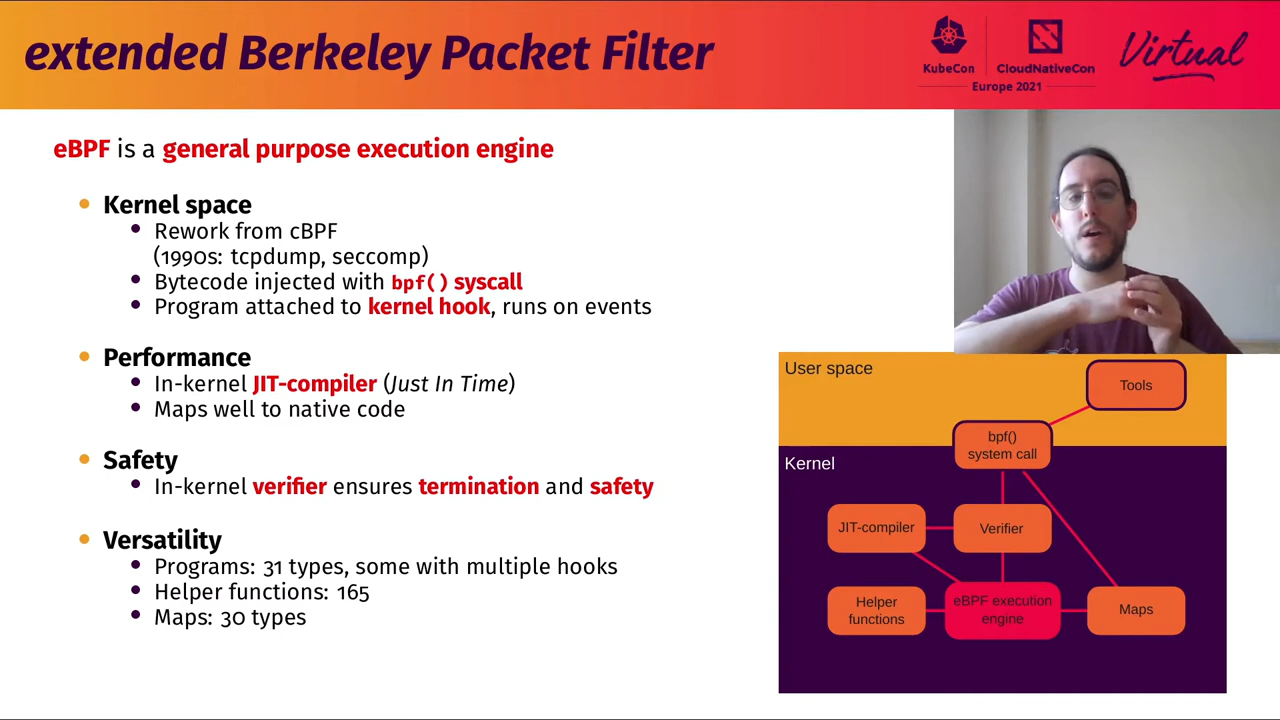 extended Berkeley Packet Filter
KubeCon
CloudNativeCon
Europe 2021
Virtual
eBPF is a general purpose execution engine
Kernel space
Rework from cBPF
(1990s: tcpdump, seccomp)
Bytecode injected with bpf() syscall
Program attached to kernel hook, runs on events
Performance
In-kernel JIT-compiler (Just In Time)
Maps well to native code
Safety
In-kernel verifier ensures termination and safety
Versatility
Programs: 31 types, some with multiple hooks
Helper functions: 165
Maps: 30 types
User space
Tools
bpf()
system call
Kernel
JIT-compiler
Verifier
Helper
functions
eBPF execution
engine
Maps